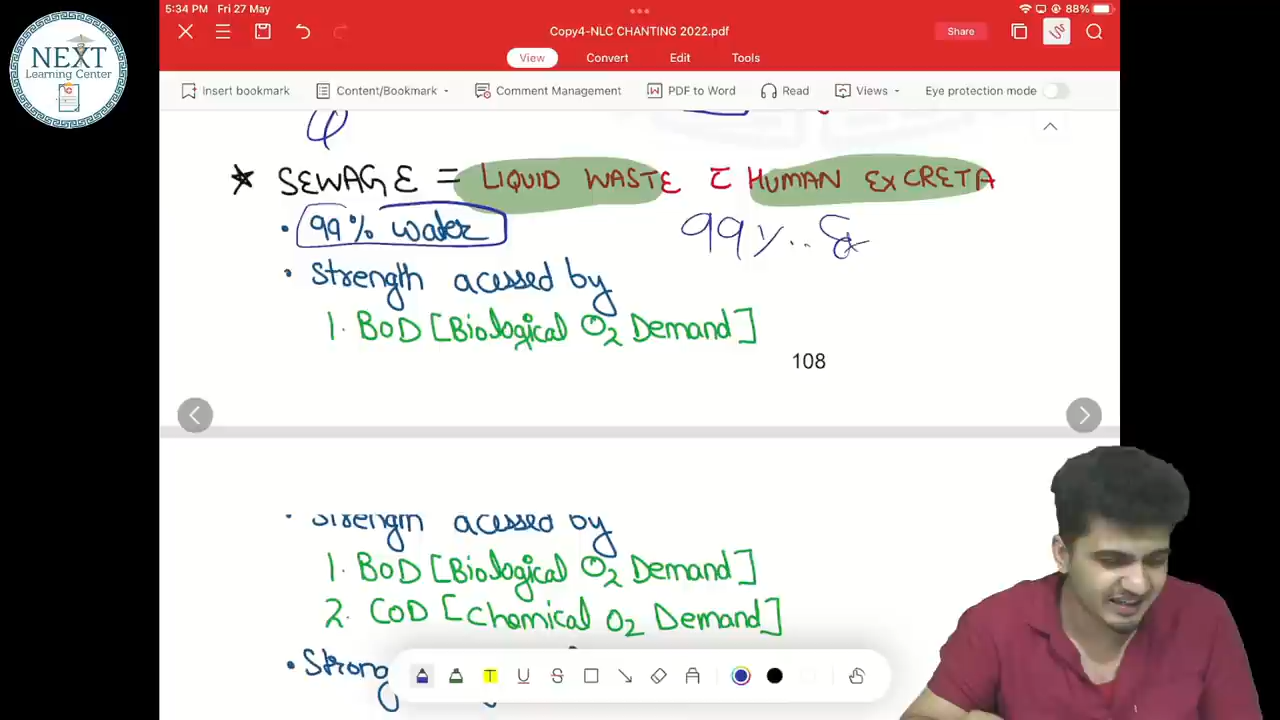 5:34 PM Fri 27 May
88%
NEXT
Learning Center
Copy4-NLC CHANTING 2022.pdf
Share
View Convert Edit Tools
Insert bookmark Content/Bookmark Comment Management PDF to Word Read Views Eye protection mode
★ SEWAGE = LIQUID WASTE c̄ HUMAN EXCRETA
• 99% water
99%..
• Strength acessed by
1. BOD [Biological O2 Demand]
108
• Strength acessed by
1. BOD [Biological O2 Demand]
2. COD [Chemical O2 Demand]
• Strong